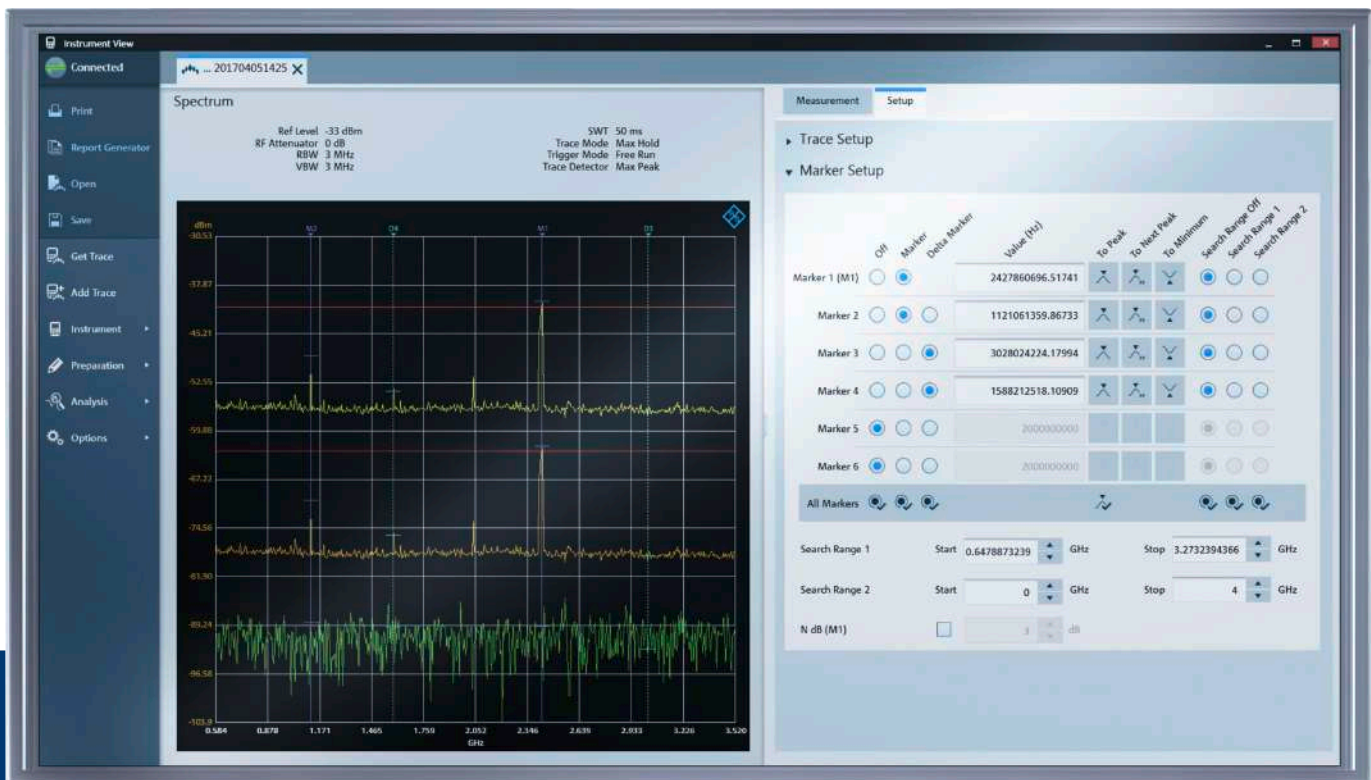 Instrument View
Connected
... 201704051425
Print
Report Generator
Open
Save
Get Trace
Add Trace
Instrument
Preparation
Analysis
Options
Spectrum
Ref Level -33 dBm
RF Attenuator 0 dB
RBW 3 MHz
VBW 3 MHz
SWT 50 ms
Trace Mode Max Hold
Trigger Mode Free Run
Trace Detector Max Peak
dBm
M2 D4 M1 D3
-30.53
-37.87
-45.21
-52.55
-59.88
-67.22
-74.56
-81.90
-89.24
-96.58
-103.9
0.584 0.878 1.171 1.465 1.759 2.052 2.346 2.639 2.933 3.226 3.520
GHz
Measurement Setup
Trace Setup
Marker Setup
Off Marker Delta Marker Value (Hz) To Peak To Next Peak To Minimum Search Range Off Search Range 1 Search Range 2
Marker 1 (M1) 2427860696.51741
Marker 2 1121061359.86733
Marker 3 3028024224.17994
Marker 4 1588212518.10909
Marker 5 2000000000
Marker 6 2000000000
All Markers
Search Range 1 Start 0.6478873239 GHz Stop 3.2732394366 GHz
Search Range 2 Start 0 GHz Stop 4 GHz
N dB (M1) 3 dB